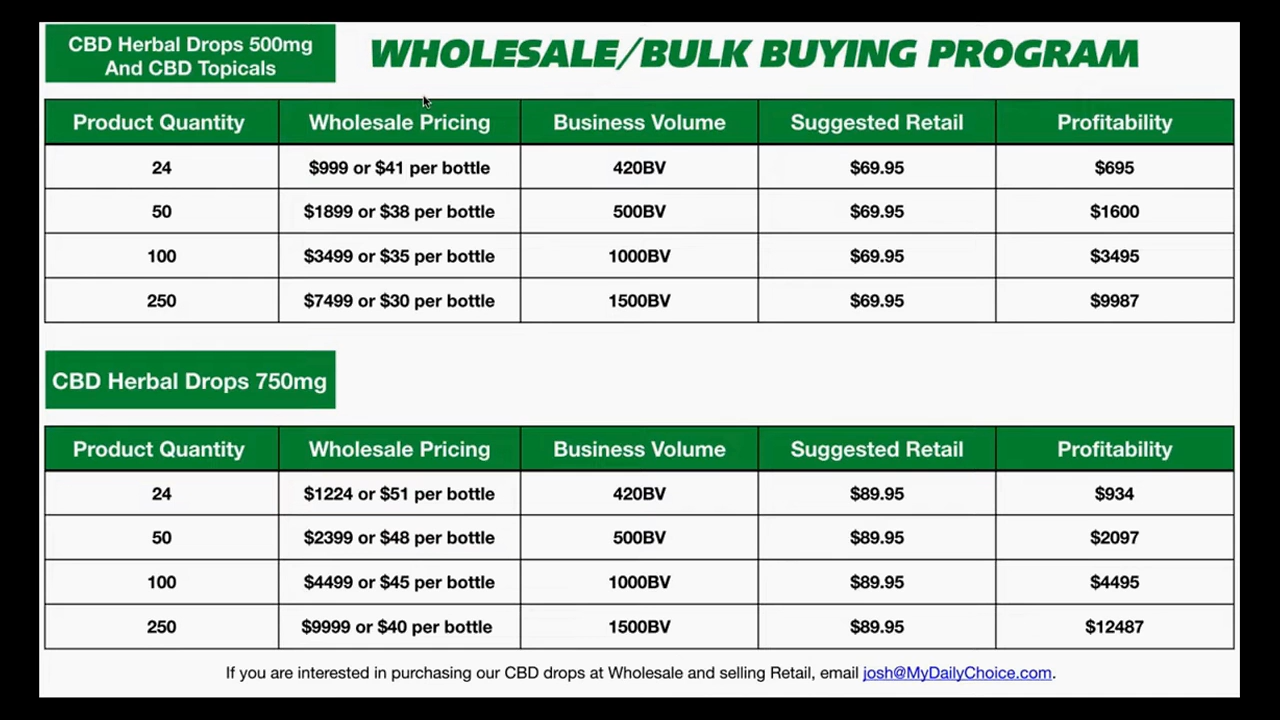 CBD Herbal Drops 500mg
And CBD Topicals
WHOLESALE/BULK BUYING PROGRAM
Product Quantity Wholesale Pricing Business Volume Suggested Retail Profitability
24 $999 or $41 per bottle 420BV $69.95 $695
50 $1899 or $38 per bottle 500BV $69.95 $1600
100 $3499 or $35 per bottle 1000BV $69.95 $3495
250 $7499 or $30 per bottle 1500BV $69.95 $9987
CBD Herbal Drops 750mg
Product Quantity Wholesale Pricing Business Volume Suggested Retail Profitability
24 $1224 or $51 per bottle 420BV $89.95 $934
50 $2399 or $48 per bottle 500BV $89.95 $2097
100 $4499 or $45 per bottle 1000BV $89.95 $4495
250 $9999 or $40 per bottle 1500BV $89.95 $12487
If you are interested in purchasing our CBD drops at Wholesale and selling Retail, email josh@MyDailyChoice.com.